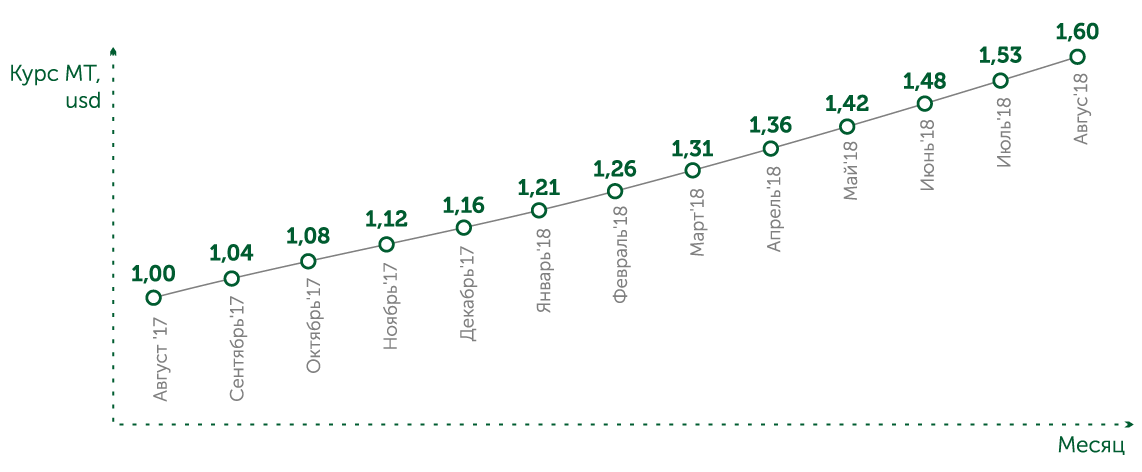 Курс МТ,
usd
1,00
1,04
1,08
1,12
1,16
1,21
1,26
1,31
1,36
1,42
1,48
1,53
1,60
Август '17
Сентябрь'17
Октябрь'17
Ноябрь'17
Декабрь'17
Январь'18
Февраль'18
Март'18
Апрель'18
Май'18
Июнь'18
Июль'18
Авгус'18
Месяц